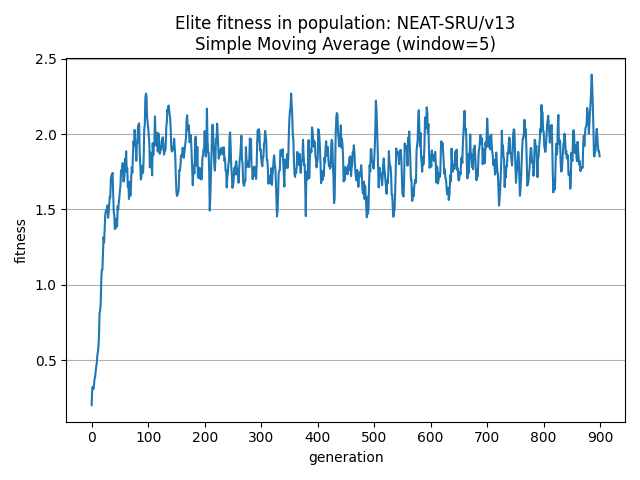 Elite fitness in population: NEAT-SRU/v13
Simple Moving Average (window=5)
2.5
2.0
1.5
1.0
0.5
fitness
0 100 200 300 400 500 600 700 800 900
generation